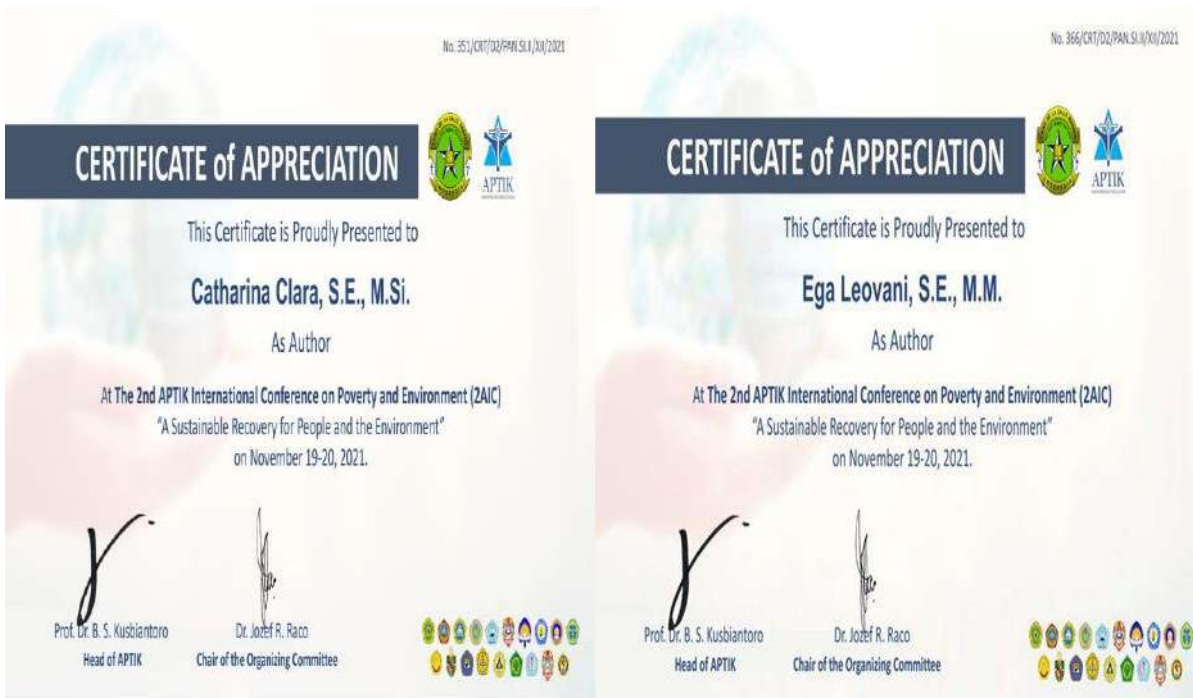 No. 351/CRT/D2/PAN.SI.II/XII/2021
CERTIFICATE of APPRECIATION
APTIK
This Certificate is Proudly Presented to
Catharina Clara, S.E., M.Si.
As Author
At The 2nd APTIK International Conference on Poverty and Environment (2AIC)
"A Sustainable Recovery for People and the Environment"
on November 19-20, 2021.
Prof. Dr. B. S. Kusbiantoro
Head of APTIK
Dr. Jozef R. Raco
Chair of the Organizing Committee
No. 366/CRT/D2/PAN.SI.II/XII/2021
CERTIFICATE of APPRECIATION
APTIK
This Certificate is Proudly Presented to
Ega Leovani, S.E., M.M.
As Author
At The 2nd APTIK International Conference on Poverty and Environment (2AIC)
"A Sustainable Recovery for People and the Environment"
on November 19-20, 2021.
Prof. Dr. B. S. Kusbiantoro
Head of APTIK
Dr. Jozef R. Raco
Chair of the Organizing Committee